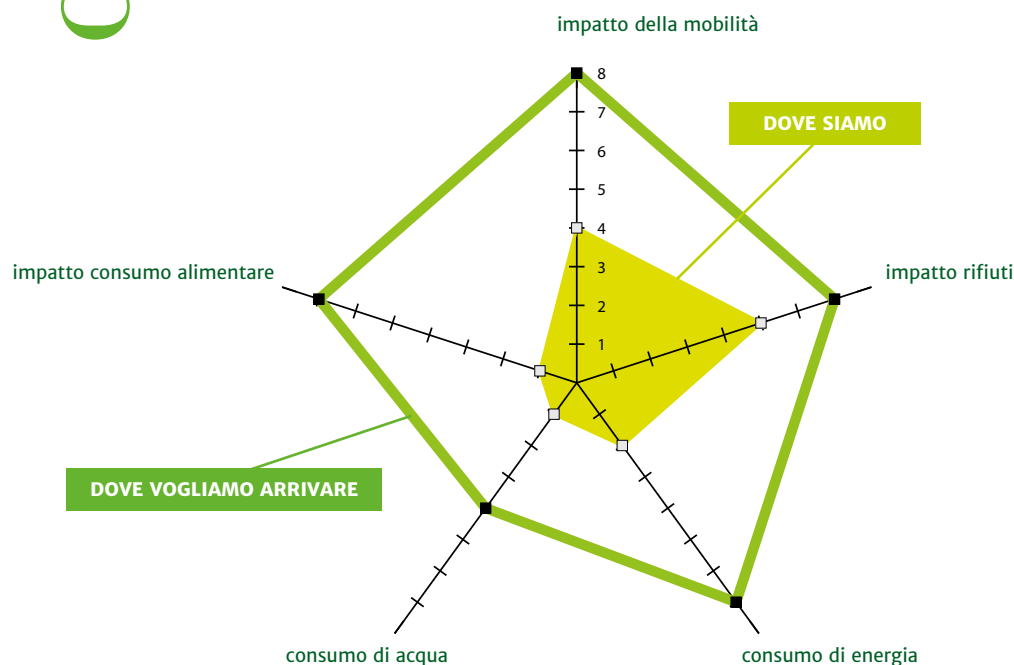 impatto della mobilità
8
7
DOVE SIAMO
6
5
4
impatto consumo alimentare
impatto rifiuti
3
2
1
DOVE VOGLIAMO ARRIVARE
consumo di acqua
consumo di energia